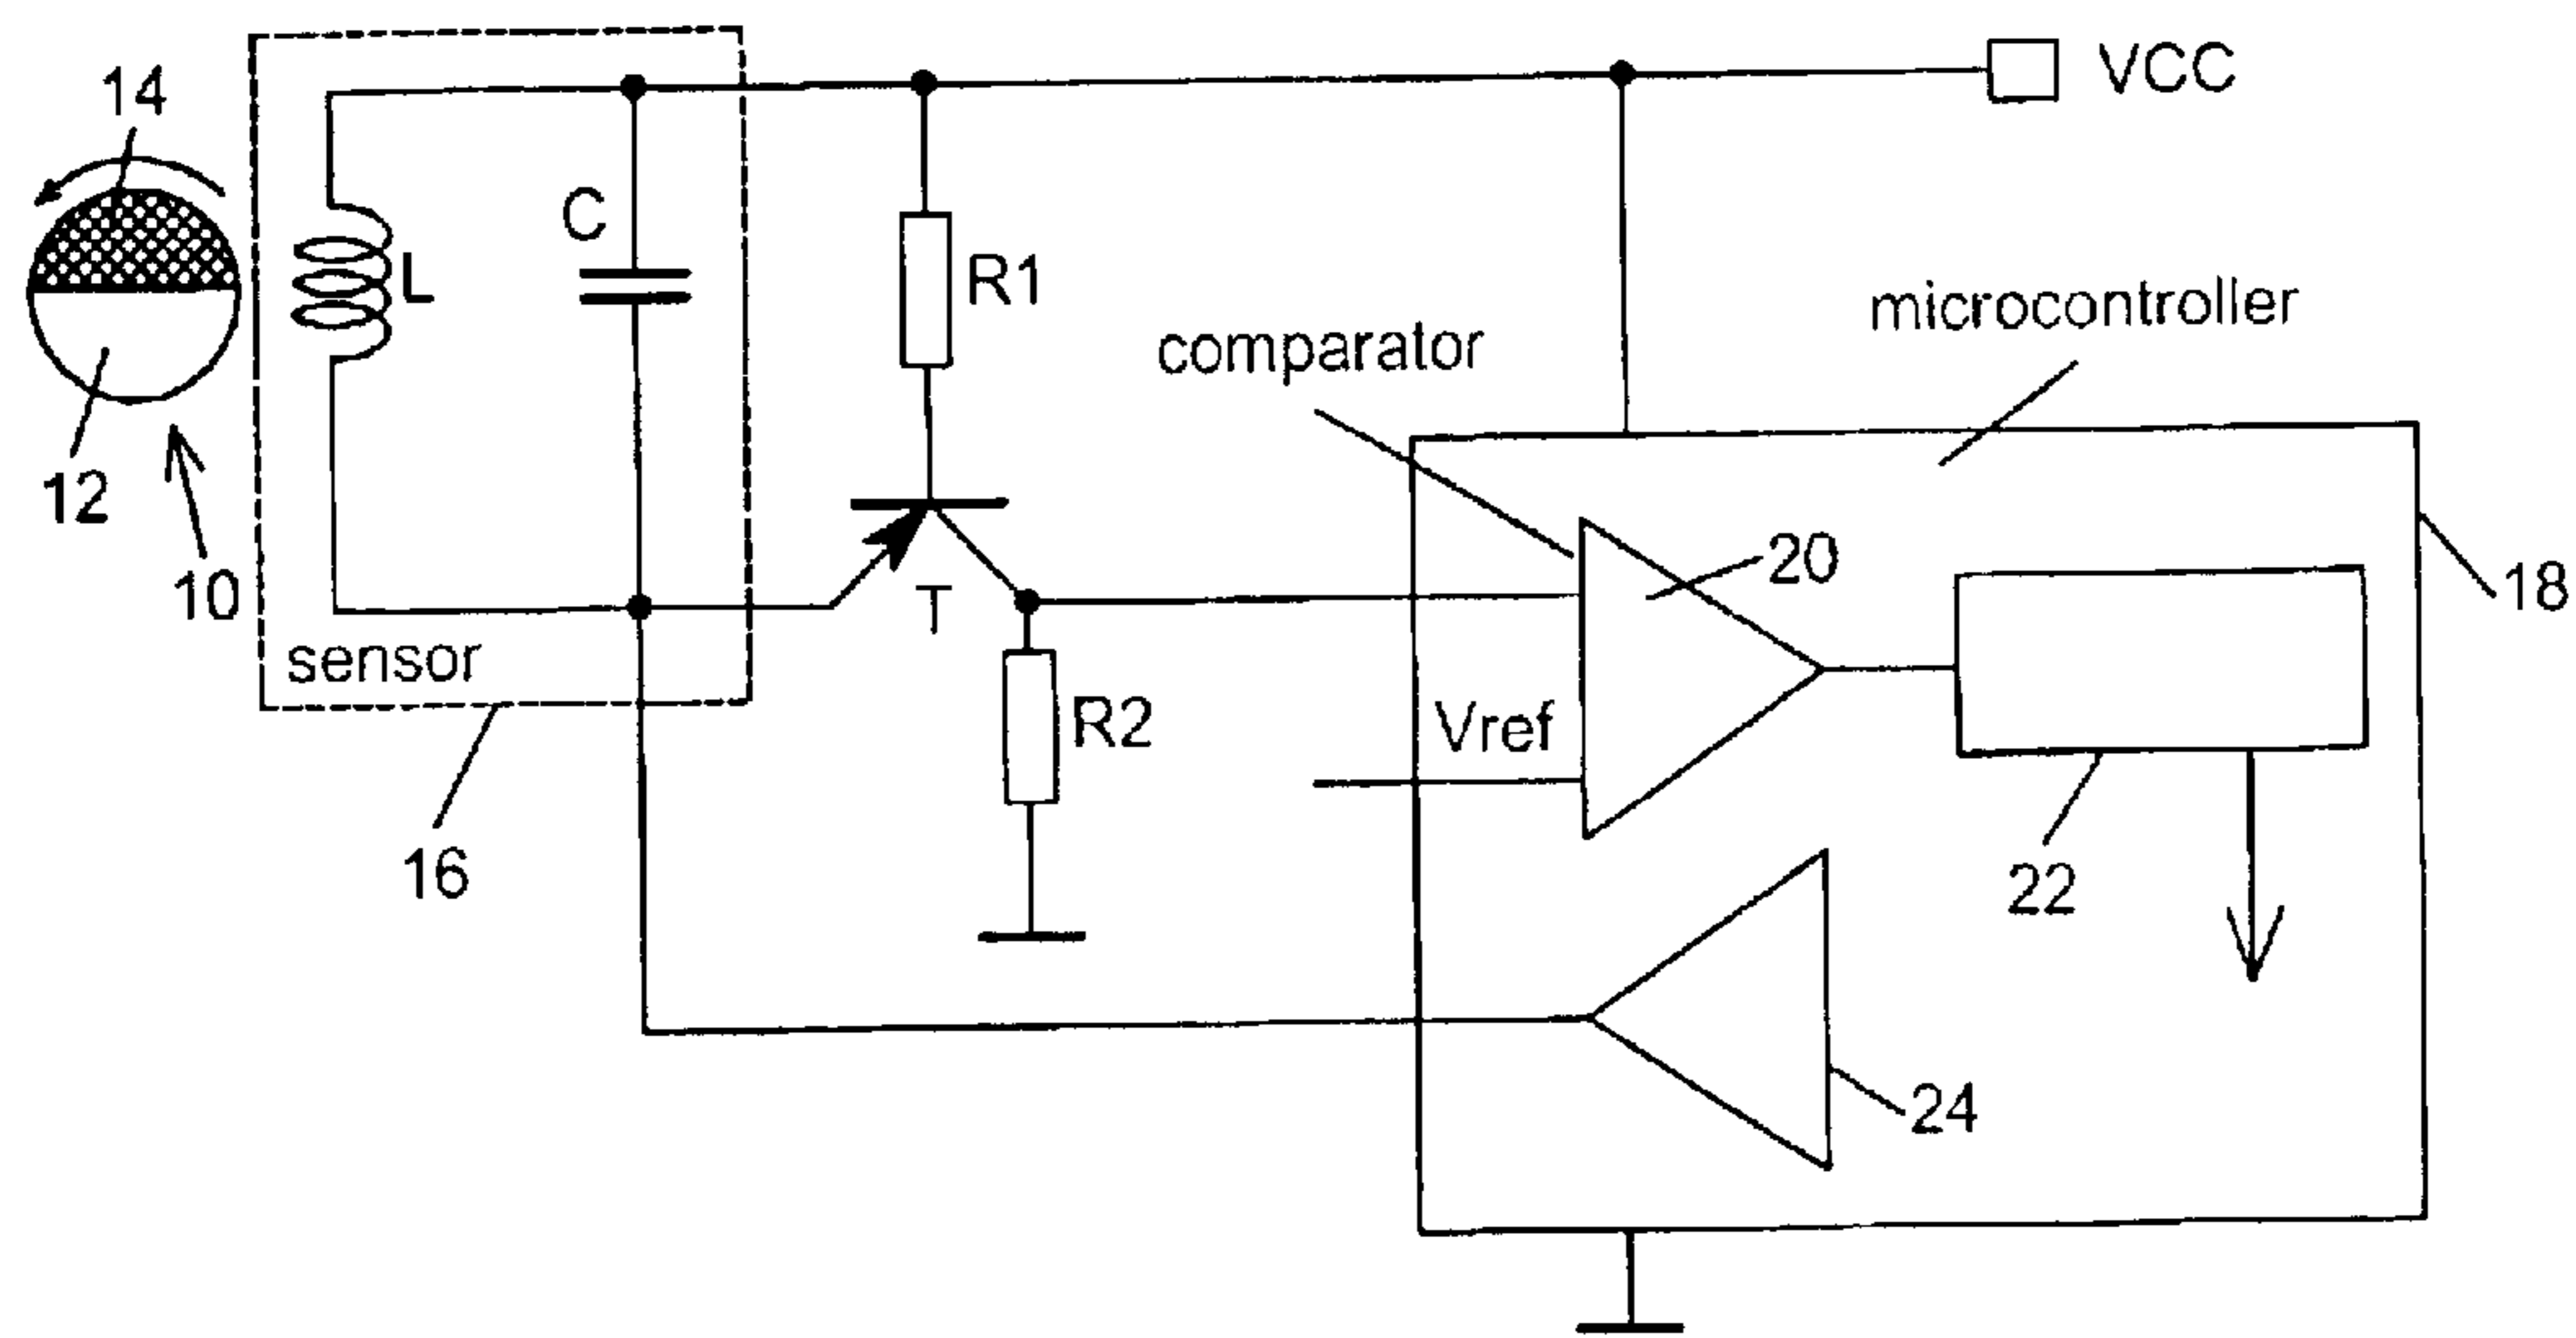 14
VCC
C
L
R1
microcontroller
comparator
12
10
T
20
18
sensor
R2
Vref
16
22
24